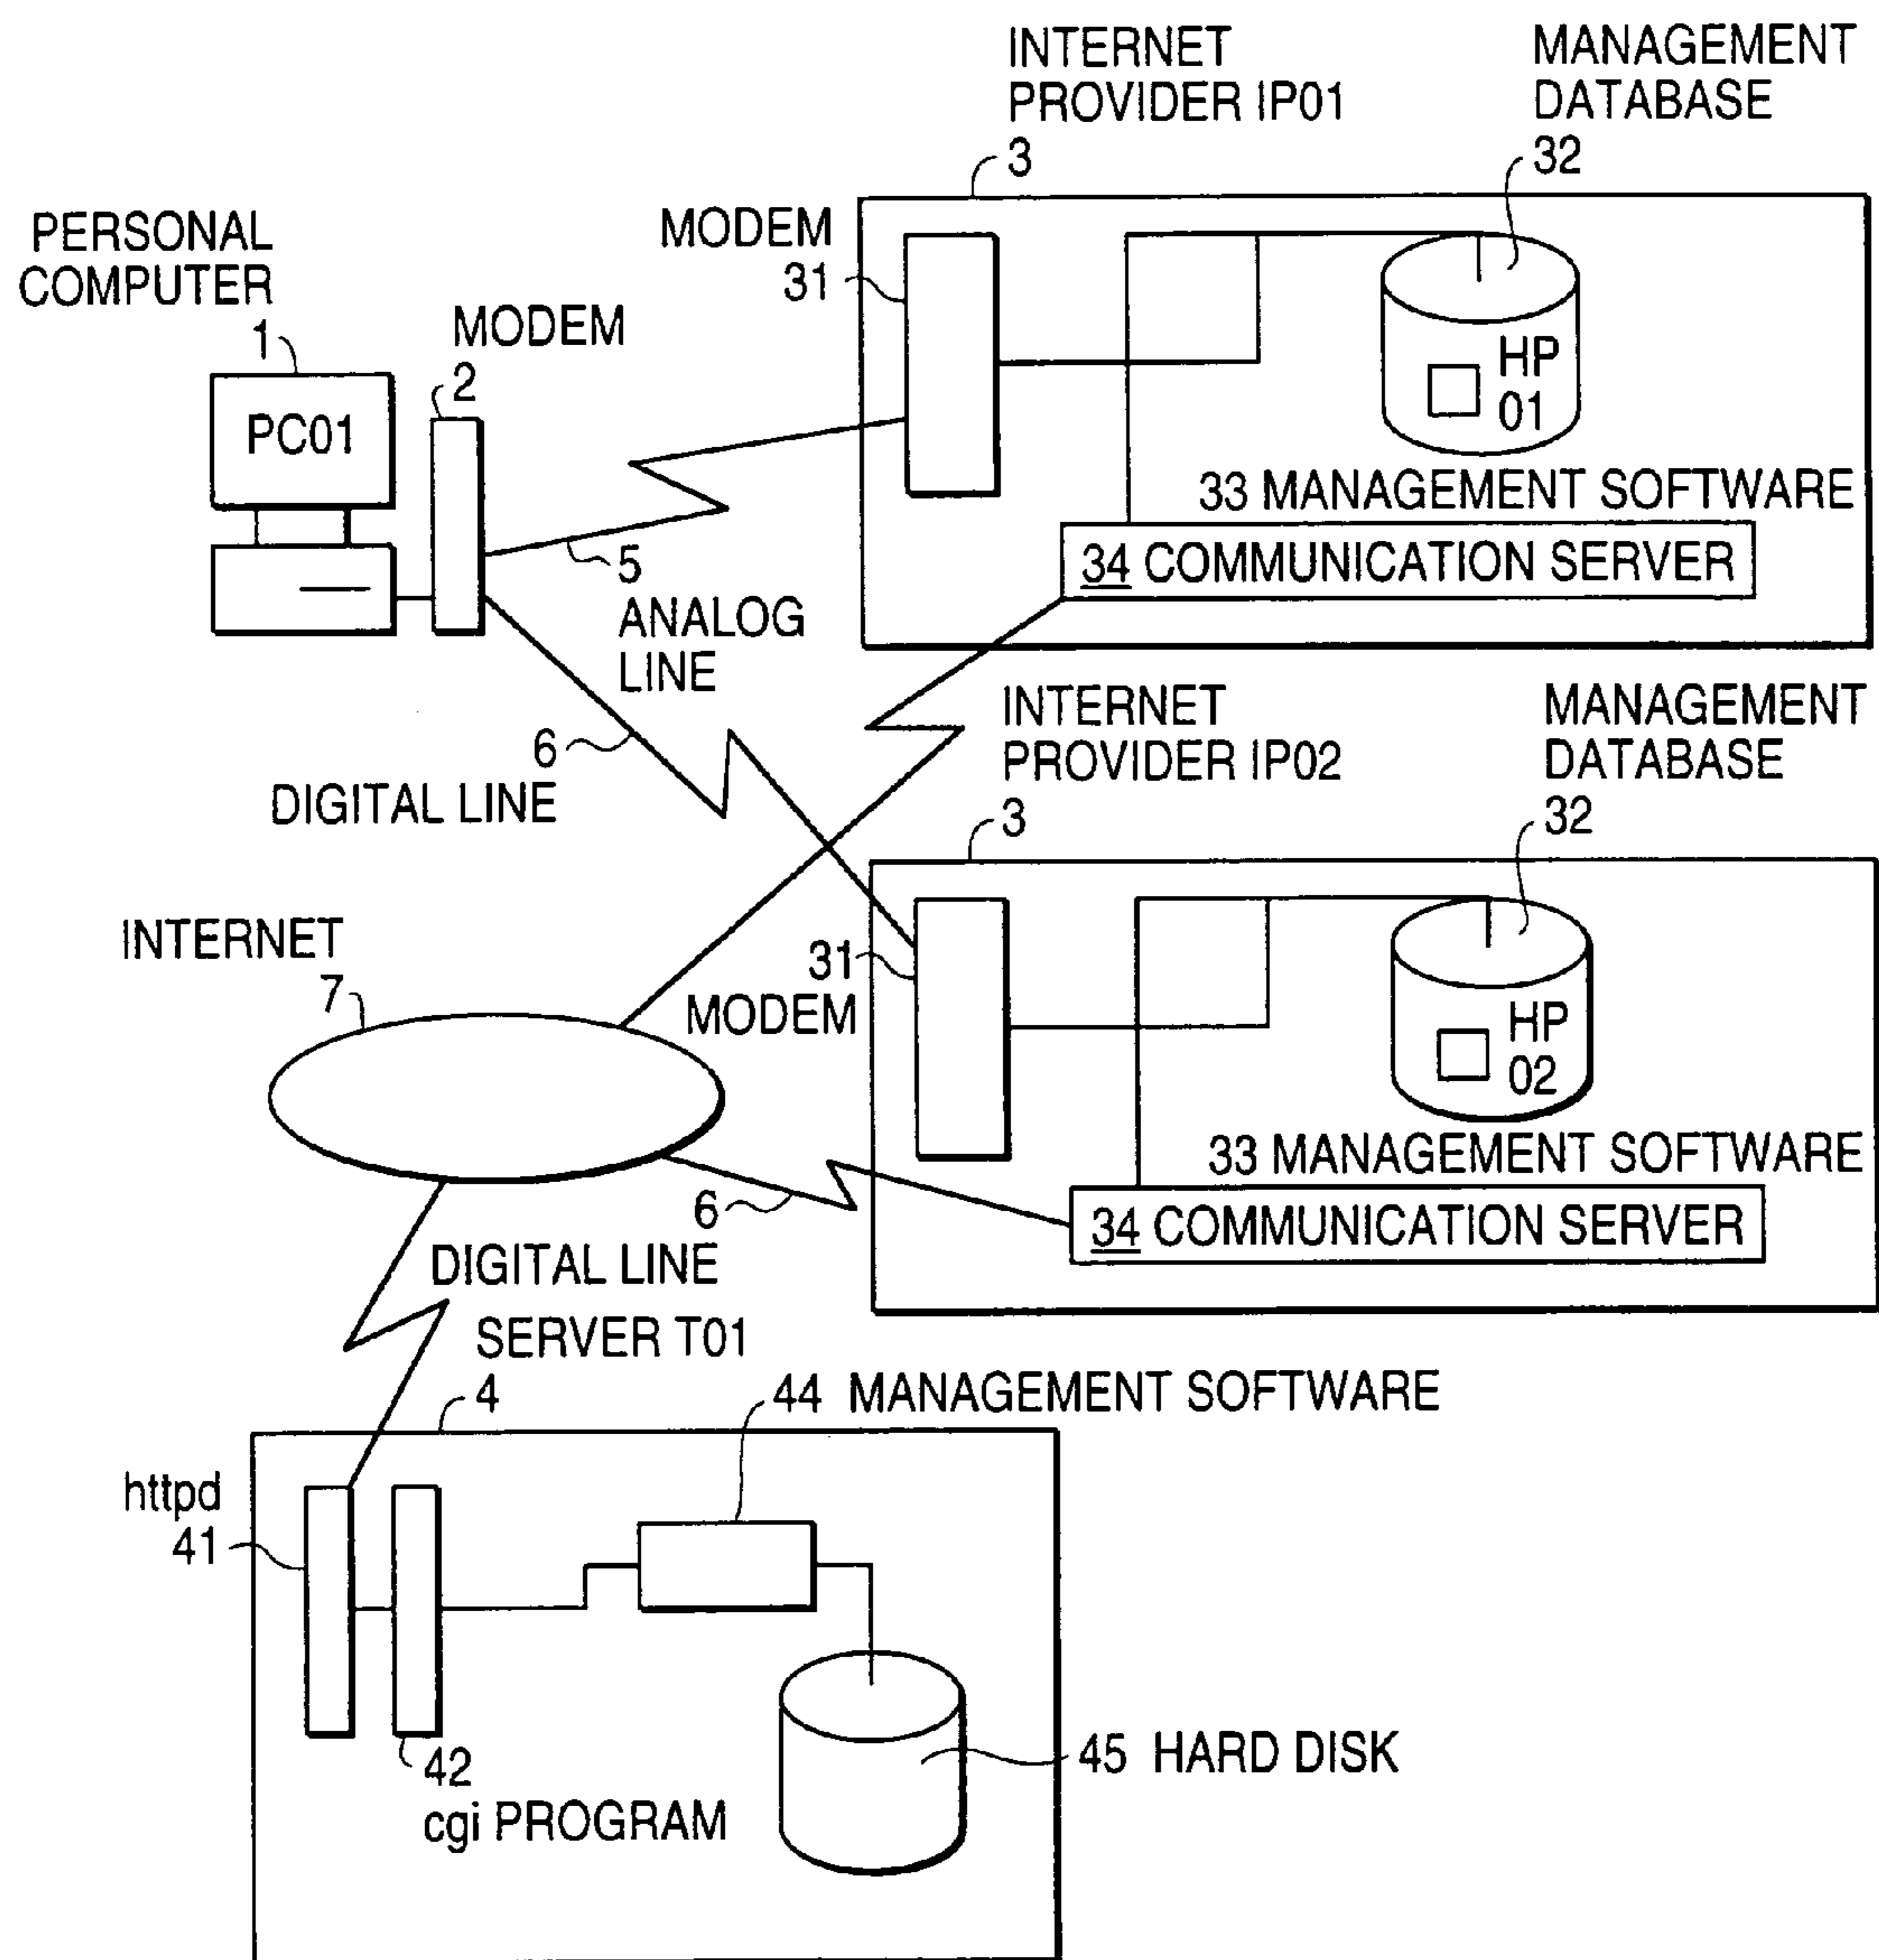 INTERNET
PROVIDER IP01
3
MANAGEMENT
DATABASE
32
PERSONAL
COMPUTER
1
MODEM
2
PC01
MODEM
31
HP
01
33 MANAGEMENT SOFTWARE
34 COMMUNICATION SERVER
5
ANALOG
LINE
6
DIGITAL LINE
INTERNET
PROVIDER IP02
3
MANAGEMENT
DATABASE
32
INTERNET
7
31
MODEM
HP
02
33 MANAGEMENT SOFTWARE
34 COMMUNICATION SERVER
6
DIGITAL LINE
SERVER T01
4
44 MANAGEMENT SOFTWARE
httpd
41
42
cgi PROGRAM
45 HARD DISK